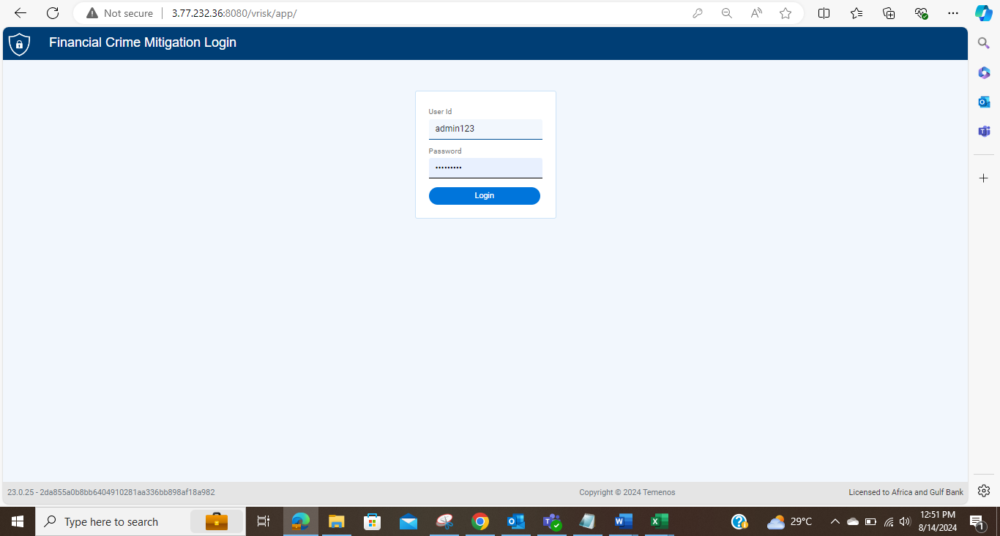 Not secure
3.77.232.36:8080/vrisk/app/
Financial Crime Mitigation Login
User Id
admin123
Password
•••••••••
Login
23.0.25 - 2da855a0b8bb6404910281aa336bb898af18a982
Copyright © 2024 Temenos
Licensed to Africa and Gulf Bank
Type here to search
29°C
12:51 PM
8/14/2024
1